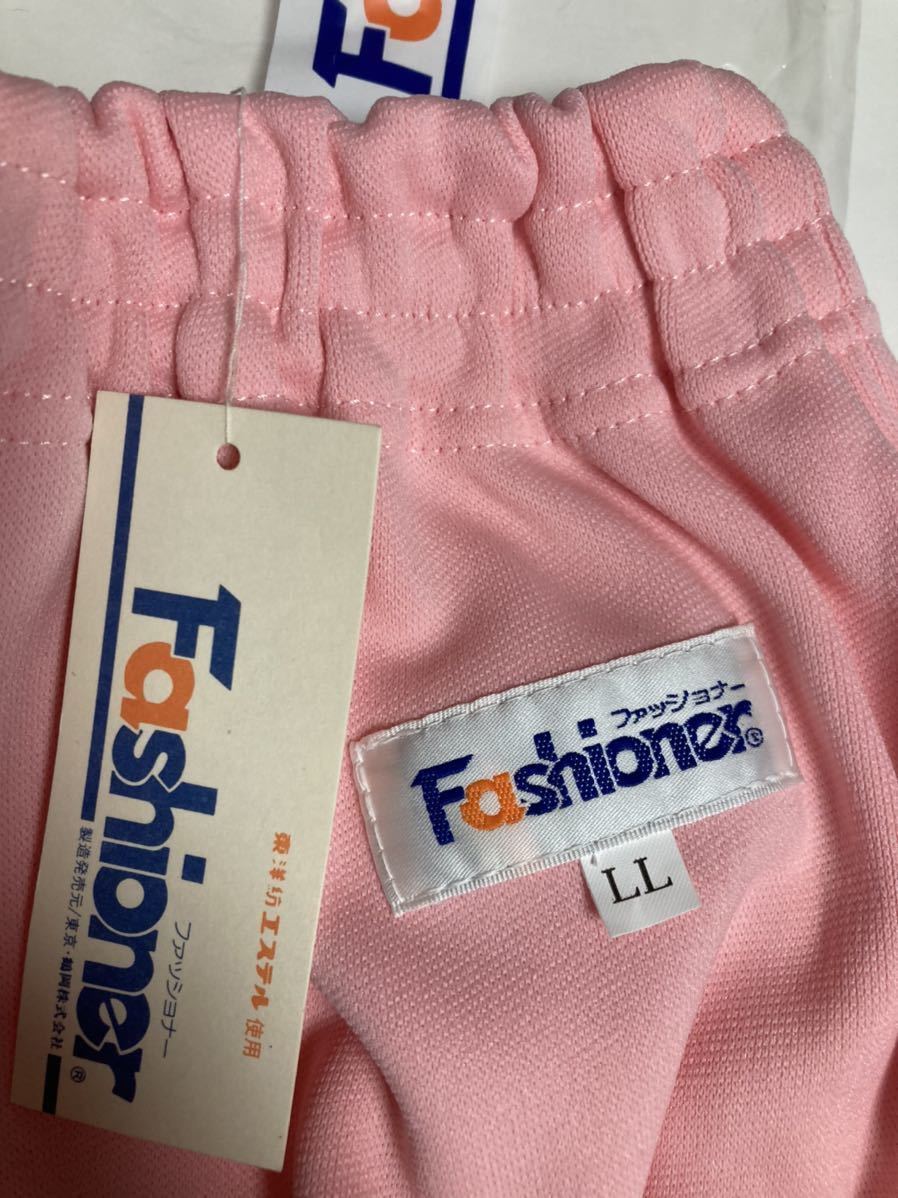 Fa
Fashioner®
ファッショナー
東洋紡エステル使用
製造発売元/東京・鶴岡株式会社
ファッショナー
Fashioner®
LL